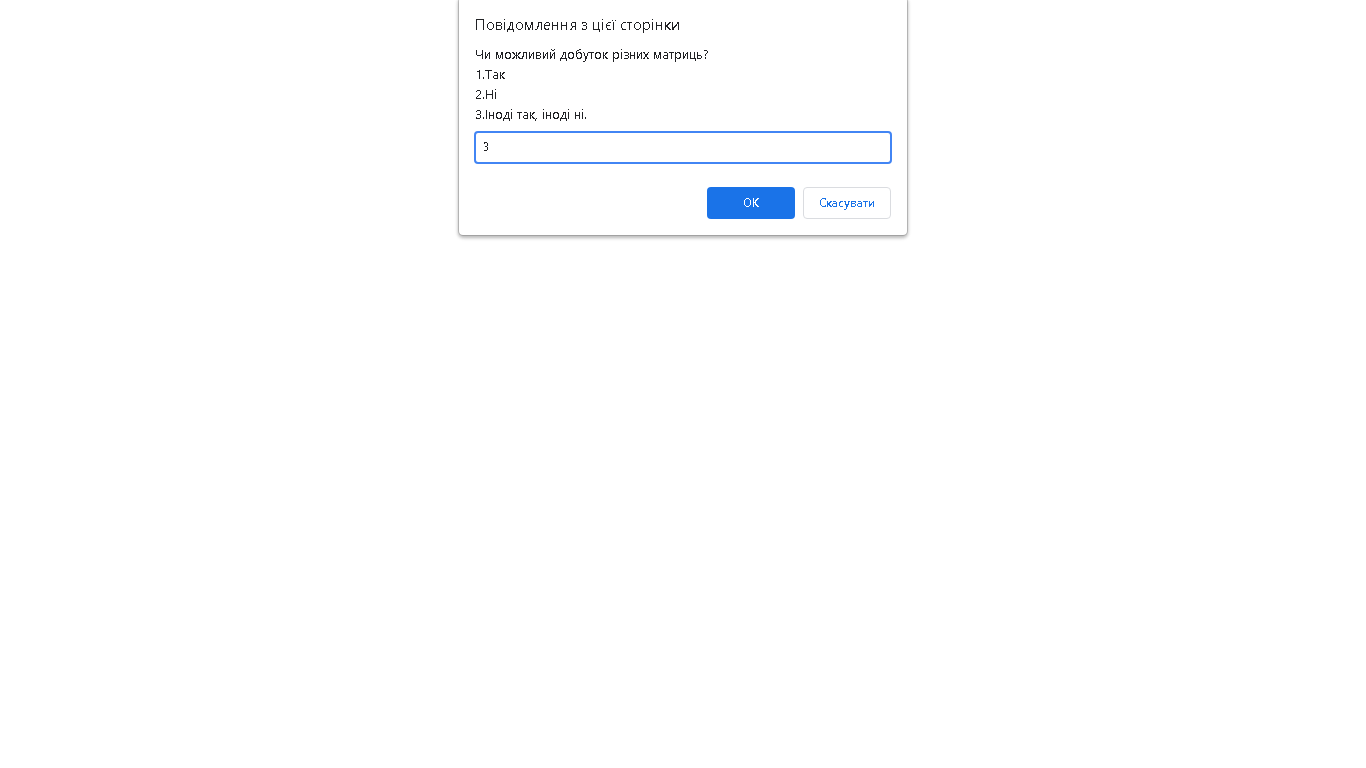 Повідомлення з цієї сторінки
Чи можливий добуток різних матриць?
1.Так
2.Ні
3.Іноді так, іноді ні.
3
ОК Скасувати